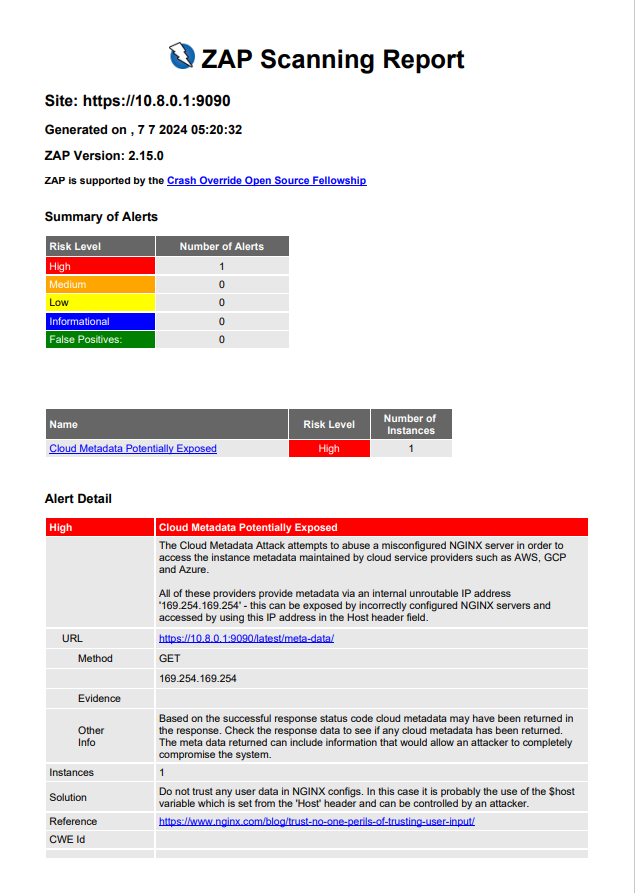 ZAP Scanning Report
Site: https://10.8.0.1:9090
Generated on , 7 7 2024 05:20:32
ZAP Version: 2.15.0
ZAP is supported by the Crash Override Open Source Fellowship
Summary of Alerts
Risk Level Number of Alerts
High 1
Medium 0
Low 0
Informational 0
False Positives: 0
Name Risk Level Number of Instances
Cloud Metadata Potentially Exposed High 1
Alert Detail
High Cloud Metadata Potentially Exposed
The Cloud Metadata Attack attempts to abuse a misconfigured NGINX server in order to
access the instance metadata maintained by cloud service providers such as AWS, GCP
and Azure.
All of these providers provide metadata via an internal unroutable IP address
'169.254.169.254' - this can be exposed by incorrectly configured NGINX servers and
accessed by using this IP address in the Host header field.
URL https://10.8.0.1:9090/latest/meta-data/
Method GET
169.254.169.254
Evidence
Other Info
Based on the successful response status code cloud metadata may have been returned in
the response. Check the response data to see if any cloud metadata has been returned.
The meta data returned can include information that would allow an attacker to completely
compromise the system.
Instances 1
Solution
Do not trust any user data in NGINX configs. In this case it is probably the use of the $host
variable which is set from the 'Host' header and can be controlled by an attacker.
Reference https://www.nginx.com/blog/trust-no-one-perils-of-trusting-user-input/
CWE Id